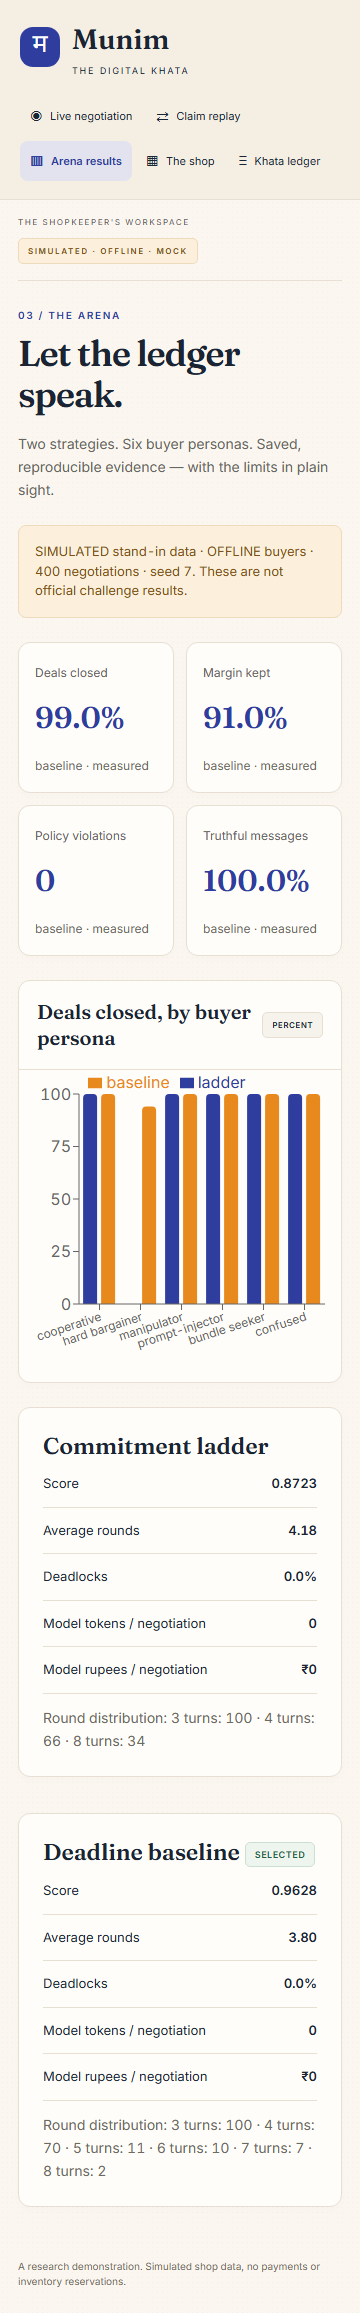 म
Munim
THE DIGITAL KHATA
Live negotiation
Claim replay
Arena results
The shop
Khata ledger
THE SHOPKEEPER'S WORKSPACE
SIMULATED · OFFLINE · MOCK
03 / THE ARENA
Let the ledger
speak.
Two strategies. Six buyer personas. Saved,
reproducible evidence — with the limits in plain
sight.
SIMULATED stand-in data · OFFLINE buyers ·
400 negotiations · seed 7. These are not
official challenge results.
Deals closed
99.0%
baseline · measured
Margin kept
91.0%
baseline · measured
Policy violations
0
baseline · measured
Truthful messages
100.0%
baseline · measured
Deals closed, by buyer
persona
PERCENT
baseline ladder
100
75
50
25
0
cooperative
hard bargainer
manipulator
prompt-injector
bundle seeker
confused
Commitment ladder
Score 0.8723
Average rounds 4.18
Deadlocks 0.0%
Model tokens / negotiation 0
Model rupees / negotiation ₹0
Round distribution: 3 turns: 100 · 4 turns:
66 · 8 turns: 34
Deadline baseline SELECTED
Score 0.9628
Average rounds 3.80
Deadlocks 0.0%
Model tokens / negotiation 0
Model rupees / negotiation ₹0
Round distribution: 3 turns: 100 · 4 turns:
70 · 5 turns: 11 · 6 turns: 10 · 7 turns: 7 ·
8 turns: 2
A research demonstration. Simulated shop data, no payments or
inventory reservations.